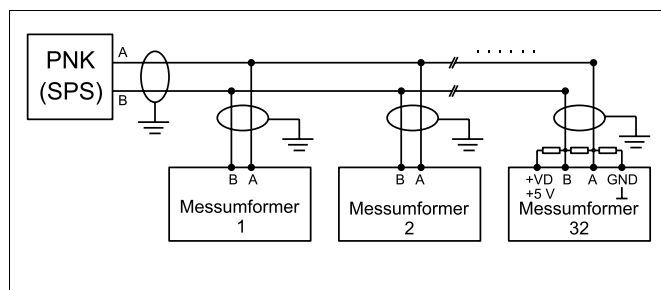 PNK
(SPS)
A
B
B A
Messumformer
1
B A
Messumformer
2
+VD B A GND
+5 V
Messumformer
32